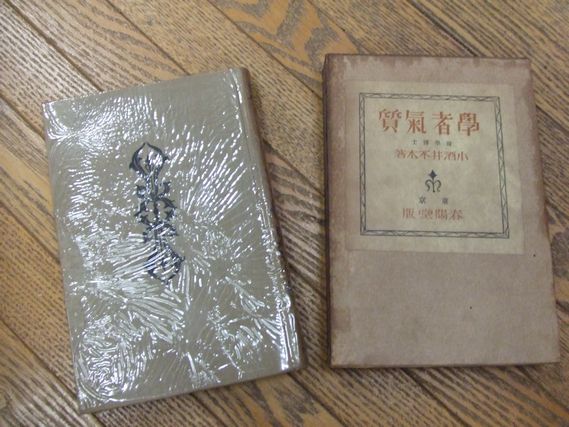 學者氣質
醫學博士
小酒井不木著
東京
春陽堂版